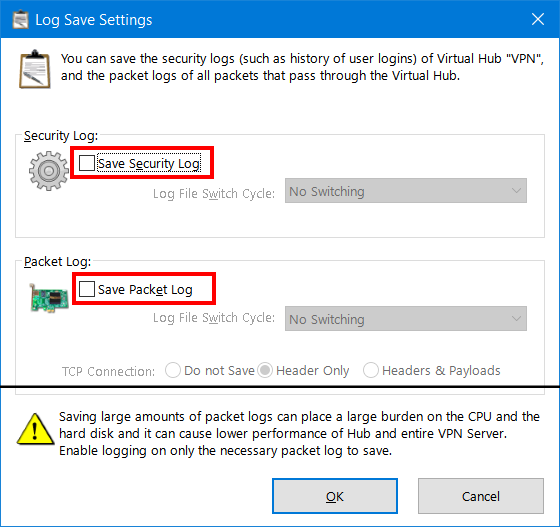 Log Save Settings
You can save the security logs (such as history of user logins) of Virtual Hub "VPN",
and the packet logs of all packets that pass through the Virtual Hub.
Security Log:
Save Security Log
Log File Switch Cycle: No Switching
Packet Log:
Save Packet Log
Log File Switch Cycle: No Switching
TCP Connection: Do not Save Header Only Headers & Payloads
Saving large amounts of packet logs can place a large burden on the CPU and the
hard disk and it can cause lower performance of Hub and entire VPN Server.
Enable logging on only the necessary packet log to save.
OK Cancel